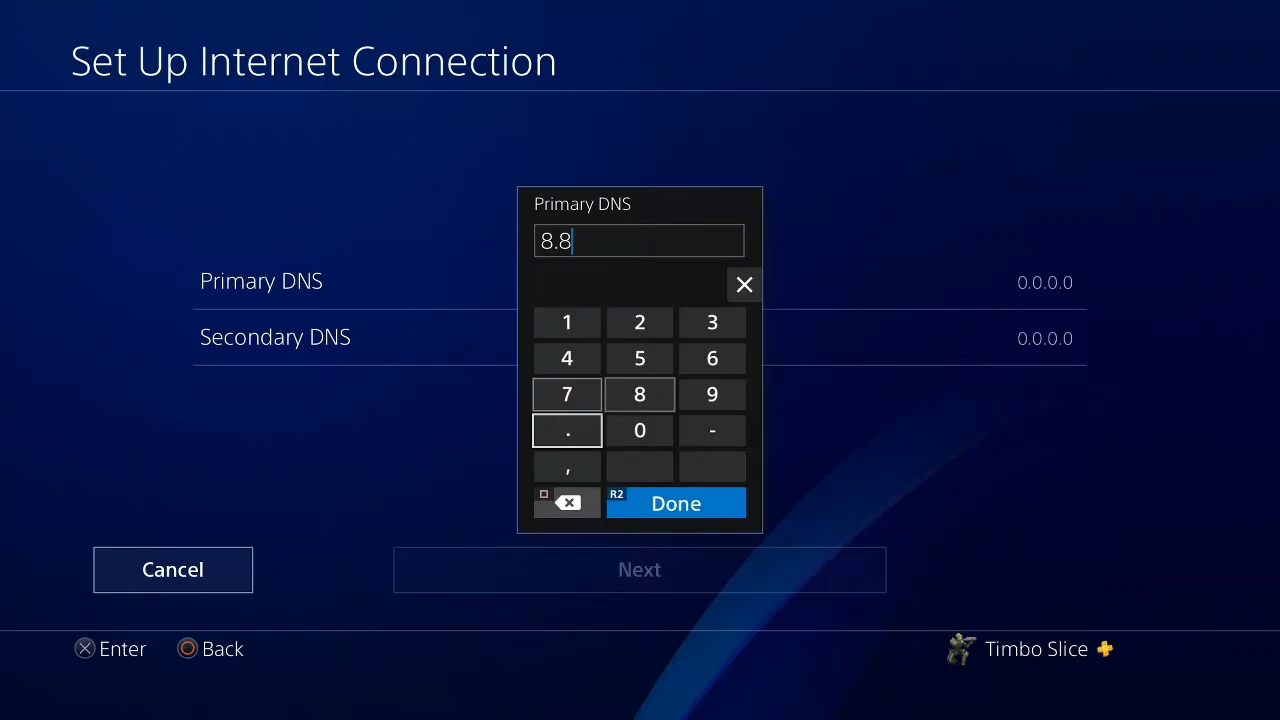 Set Up Internet Connection
Primary DNS
8.8
Primary DNS 0.0.0.0
Secondary DNS 0.0.0.0
1 2 3
4 5 6
7 8 9
. 0 -
,
R2 Done
Cancel Next
Enter Back Timbo Slice